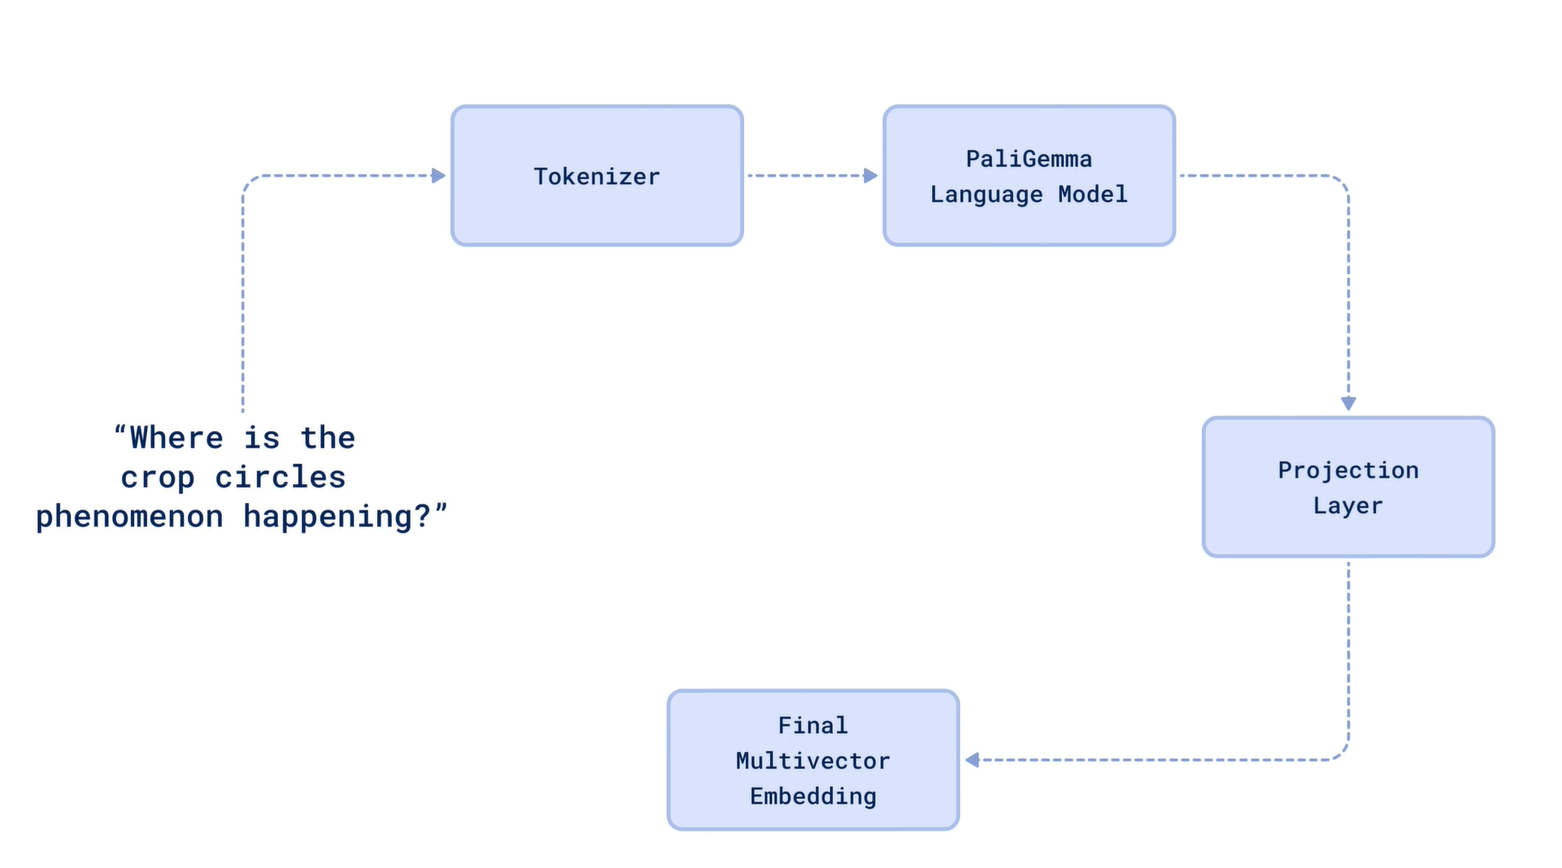 Tokenizer
PaliGemma
Language Model
“Where is the
crop circles
phenomenon happening?”
Projection
Layer
Final
Multivector
Embedding